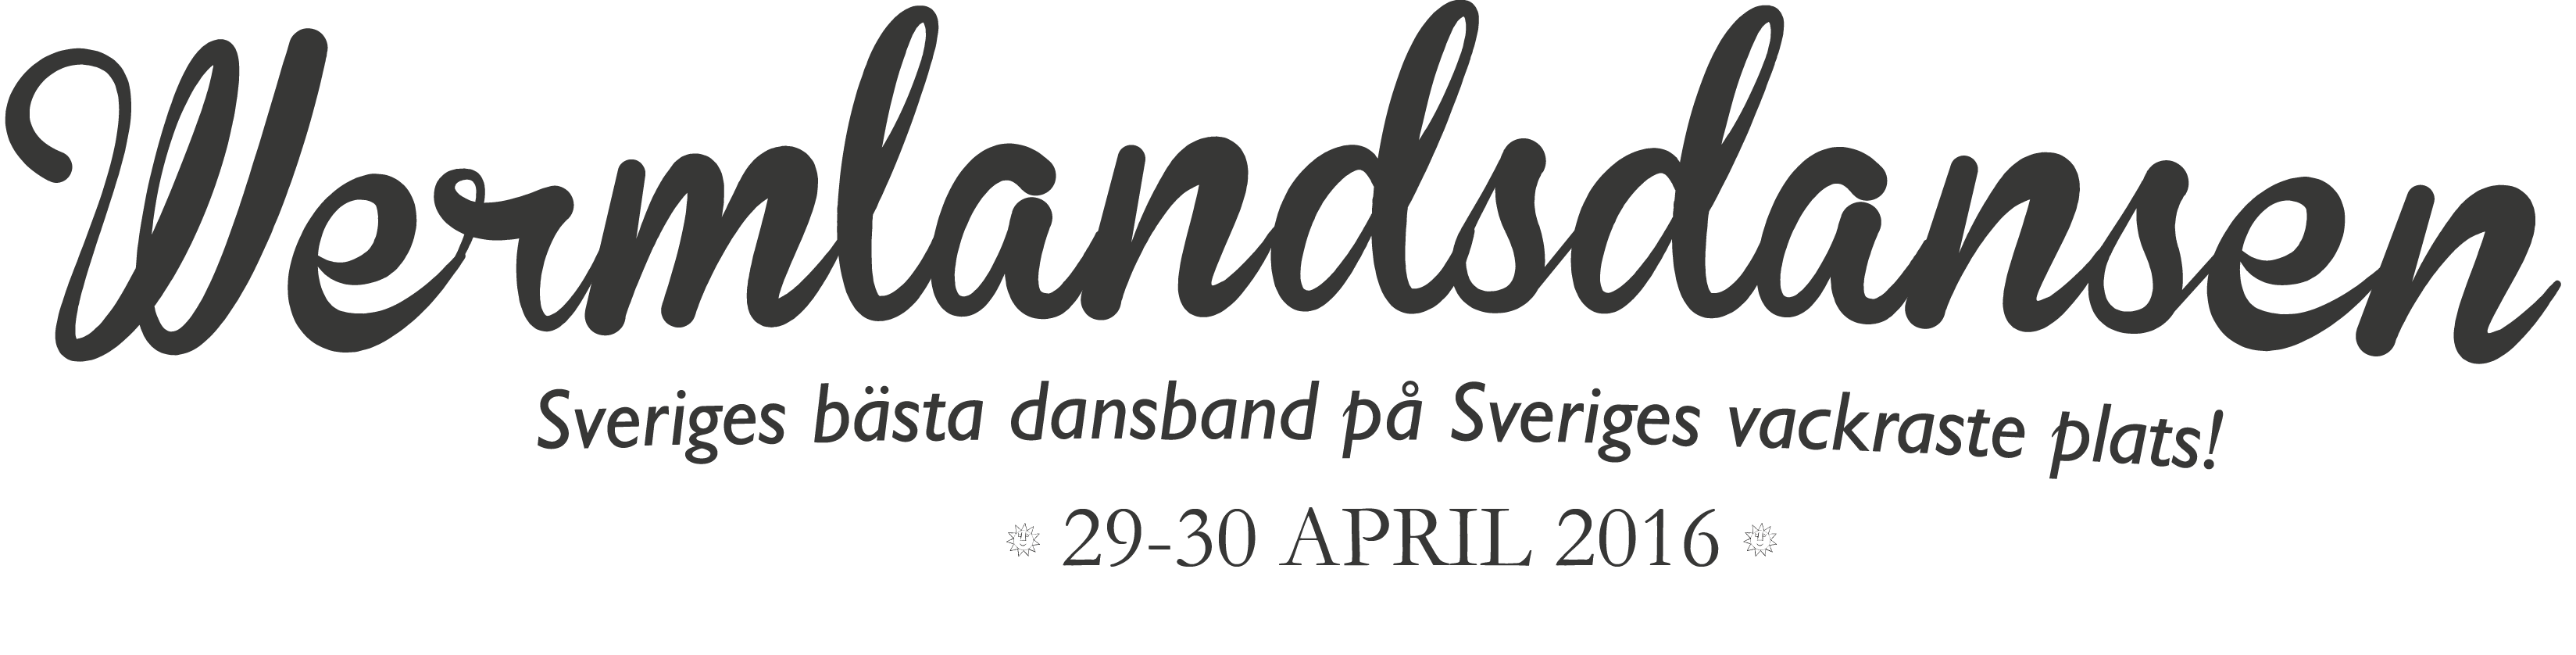 Wermlandsdansen
Sveriges bästa dansband på Sveriges vackraste plats!
29-30 APRIL 2016